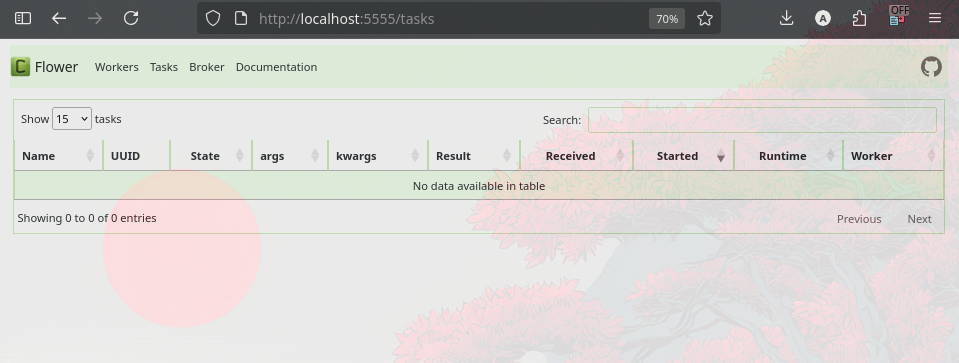 http://localhost:5555/tasks 70% A OFF
C Flower Workers Tasks Broker Documentation
Show 15 tasks Search:
Name UUID State args kwargs Result Received Started Runtime Worker
No data available in table
Showing 0 to 0 of 0 entries Previous Next